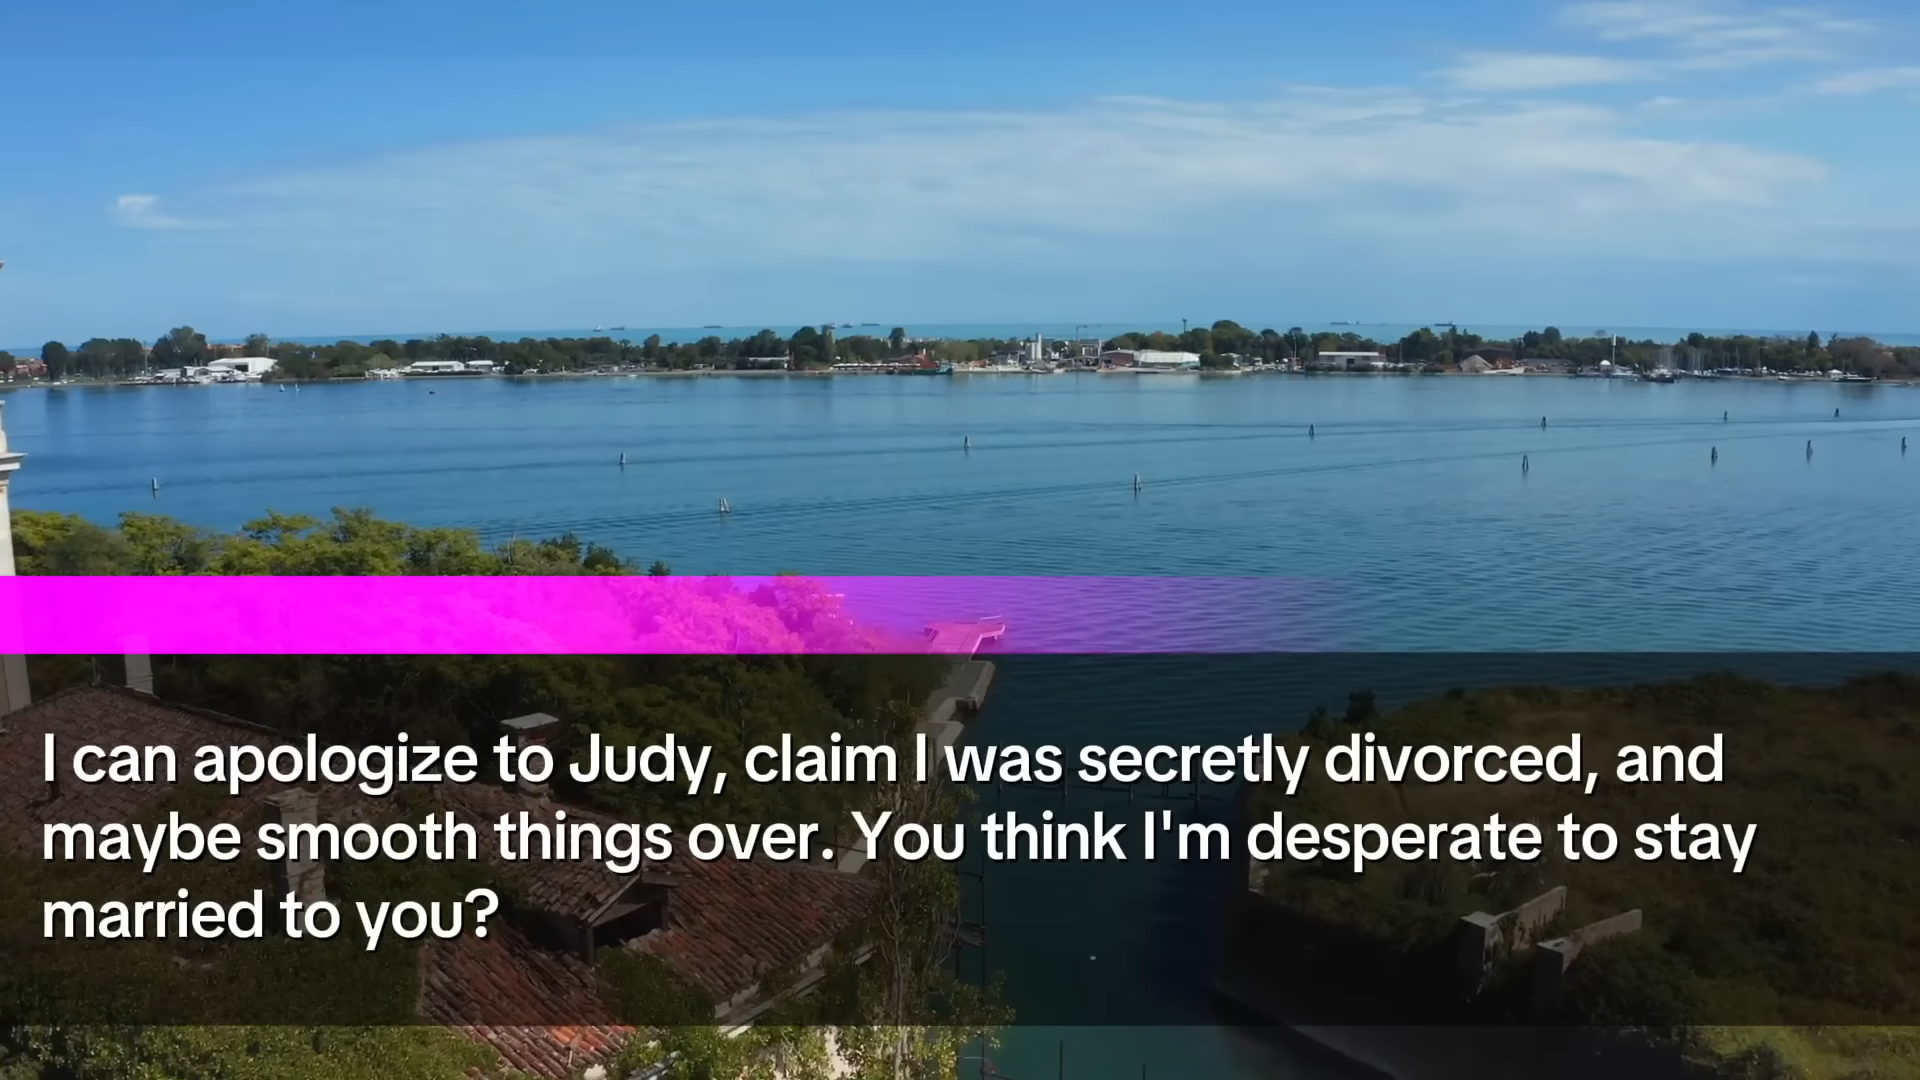 I can apologize to Judy, claim I was secretly divorced, and
maybe smooth things over. You think I'm desperate to stay
married to you?